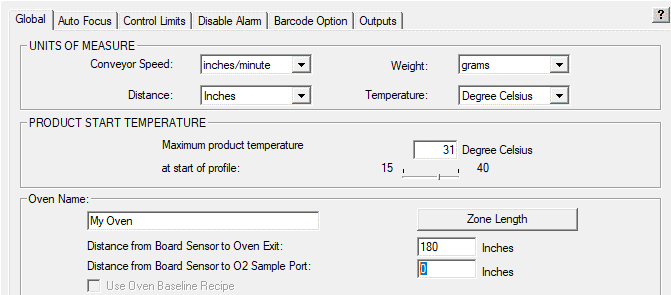 Global Auto Focus Control Limits Disable Alarm Barcode Option Outputs ?
UNITS OF MEASURE
Conveyor Speed: inches/minute Weight: grams
Distance: Inches Temperature: Degree Celsius
PRODUCT START TEMPERATURE
Maximum product temperature 31 Degree Celsius
at start of profile: 15 40
Oven Name:
My Oven Zone Length
Distance from Board Sensor to Oven Exit: 180 Inches
Distance from Board Sensor to O2 Sample Port: 0 Inches
Use Oven Baseline Recipe